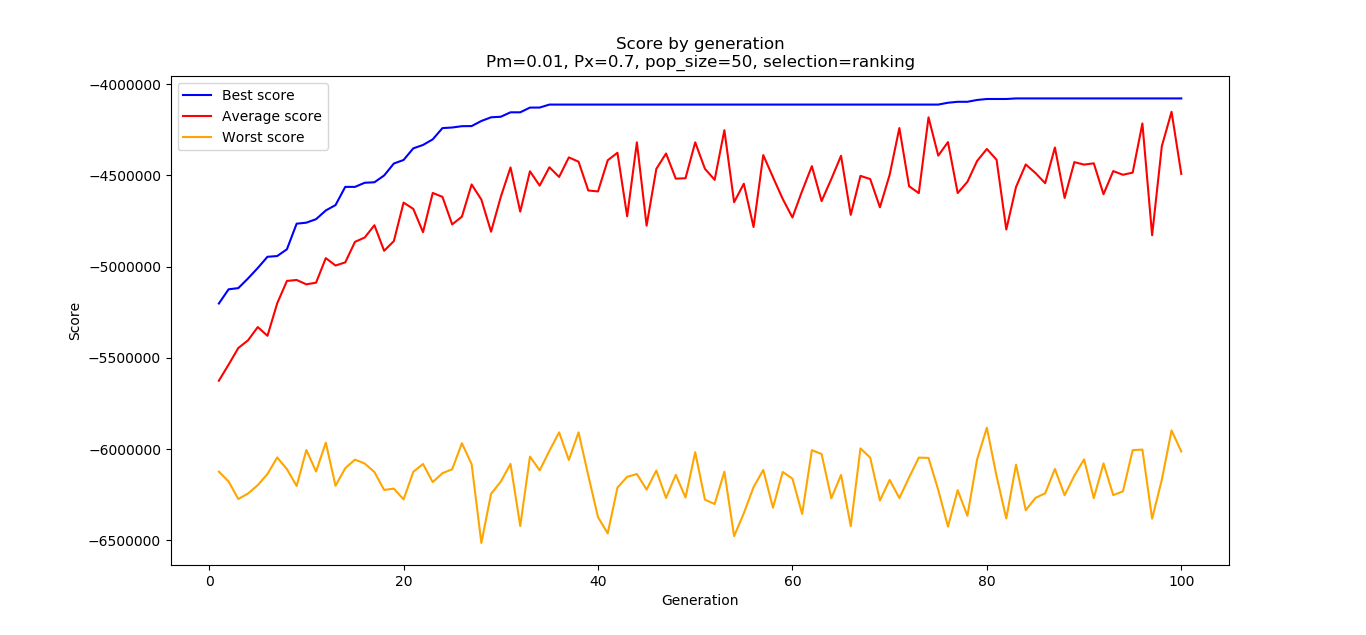 Score by generation
Pm=0.01, Px=0.7, pop_size=50, selection=ranking
Best score
Average score
Worst score
−4000000
−4500000
−5000000
−5500000
−6000000
−6500000
Score
0 20 40 60 80 100
Generation